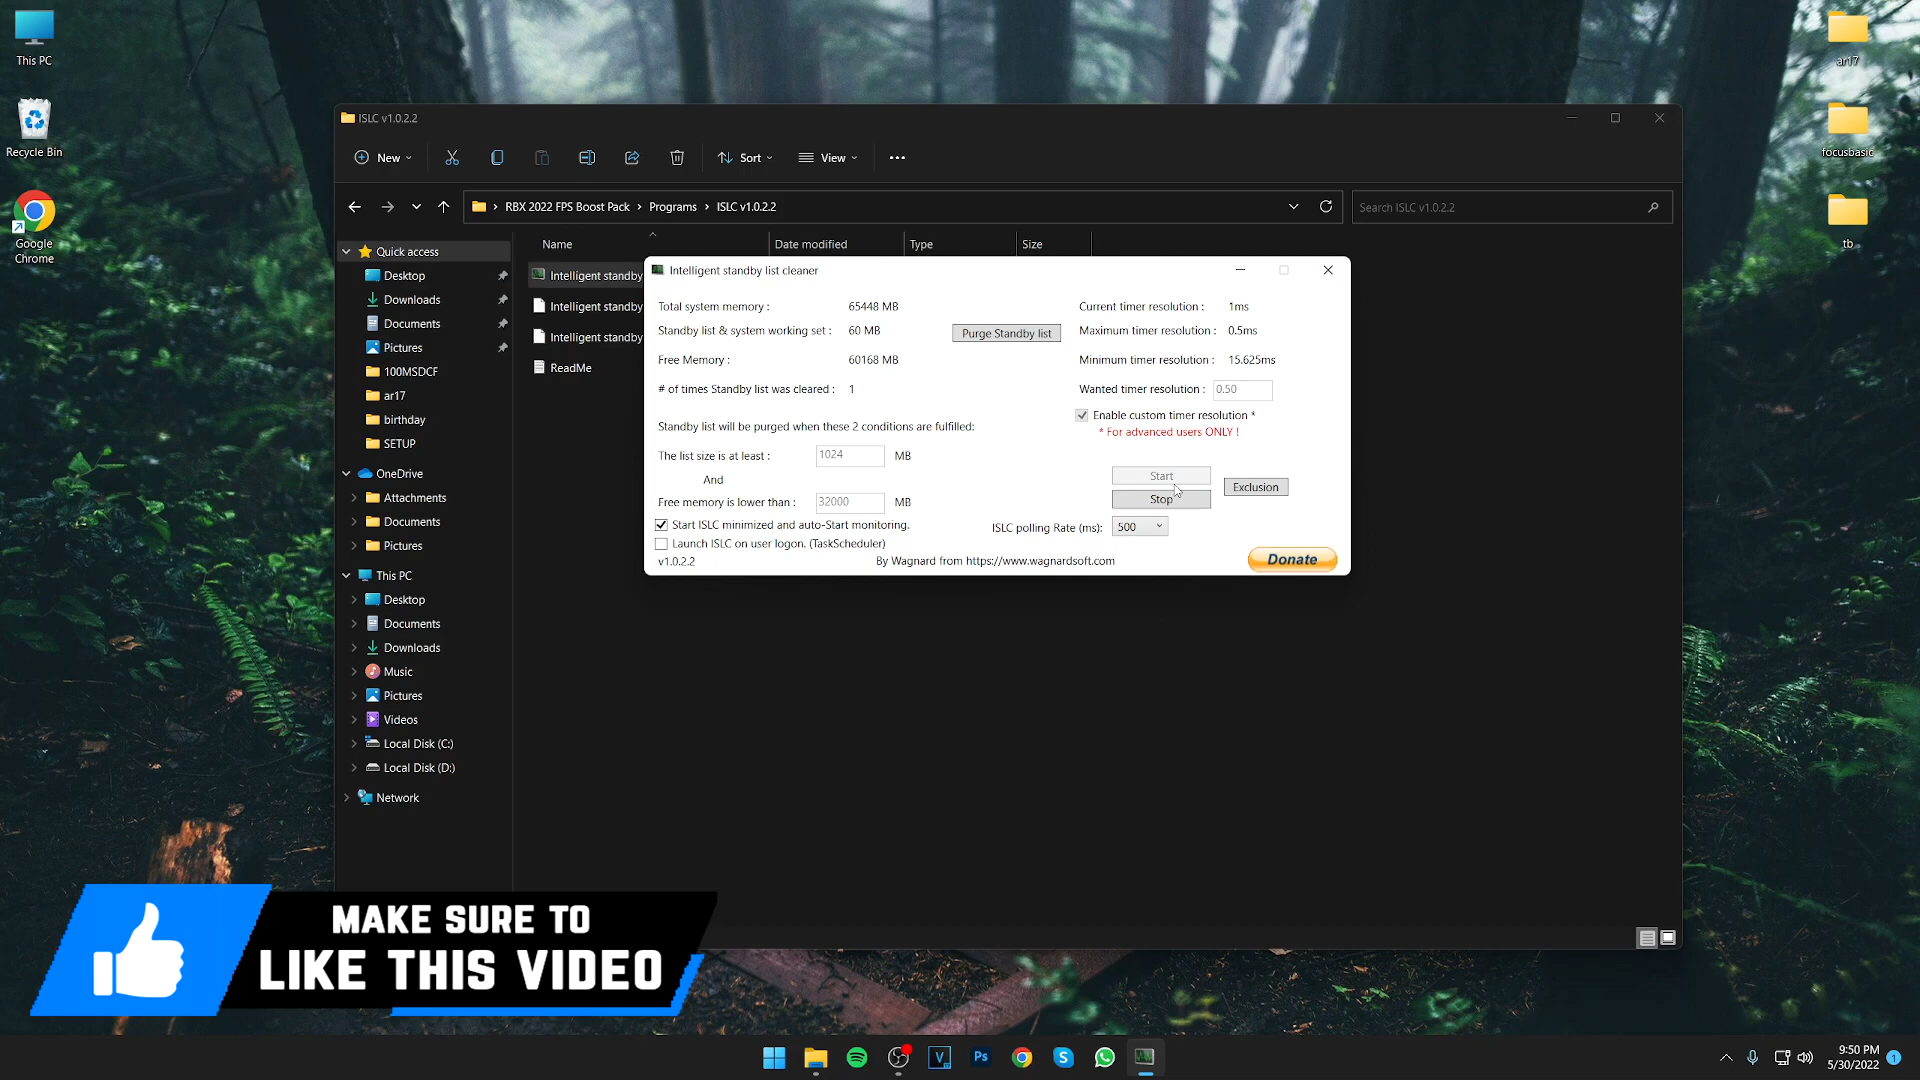 This PC
Recycle Bin
Google
Chrome
ar17
focusbasic
tb
ISLC v1.0.2.2
New
Sort
View
RBX 2022 FPS Boost Pack > Programs > ISLC v1.0.2.2
Search ISLC v1.0.2.2
Name
Date modified
Type
Size
Quick access
Desktop
Downloads
Documents
Pictures
100MSDCF
ar17
birthday
SETUP
OneDrive
Attachments
Documents
Pictures
This PC
Desktop
Documents
Downloads
Music
Pictures
Videos
Local Disk (C:)
Local Disk (D:)
Network
Intelligent standby
Intelligent standby
Intelligent standby
ReadMe
Intelligent standby list cleaner
Total system memory : 65448 MB
Standby list & system working set : 60 MB
Purge Standby list
Free Memory : 60168 MB
# of times Standby list was cleared : 1
Standby list will be purged when these 2 conditions are fulfilled:
The list size is at least : 1024 MB
And
Free memory is lower than : 32000 MB
Start ISLC minimized and auto-Start monitoring.
Launch ISLC on user logon. (TaskScheduler)
v1.0.2.2
By Wagnard from https://www.wagnardsoft.com
Current timer resolution : 1ms
Maximum timer resolution : 0.5ms
Minimum timer resolution : 15.625ms
Wanted timer resolution : 0.50
Enable custom timer resolution *
* For advanced users ONLY !
Start
Stop
Exclusion
ISLC polling Rate (ms): 500
Donate
MAKE SURE TO
LIKE THIS VIDEO
V
Ps
S
9:50 PM
5/30/2022
1